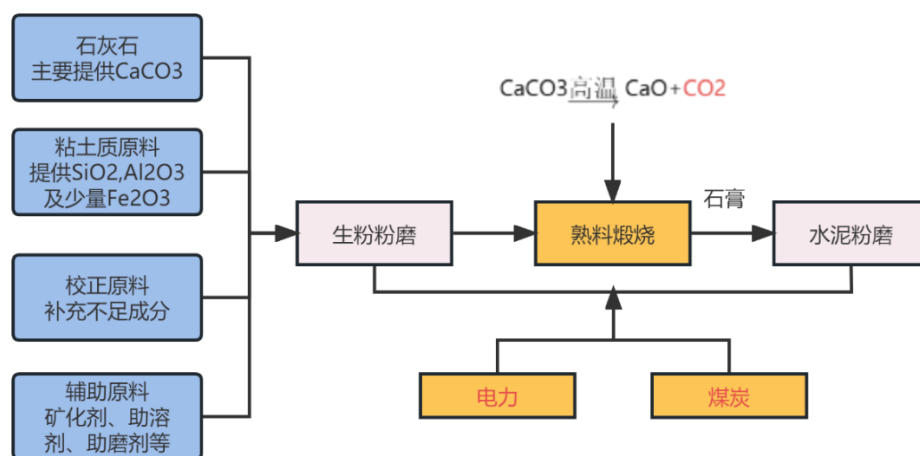 石灰石
主要提供CaCO3
粘土质原料
提供SiO2,Al2O3
及少量Fe2O3
校正原料
补充不足成分
辅助原料
矿化剂、助溶
剂、助磨剂等
CaCO3高温 CaO+CO2
生粉粉磨
熟料煅烧
石膏
水泥粉磨
电力
煤炭